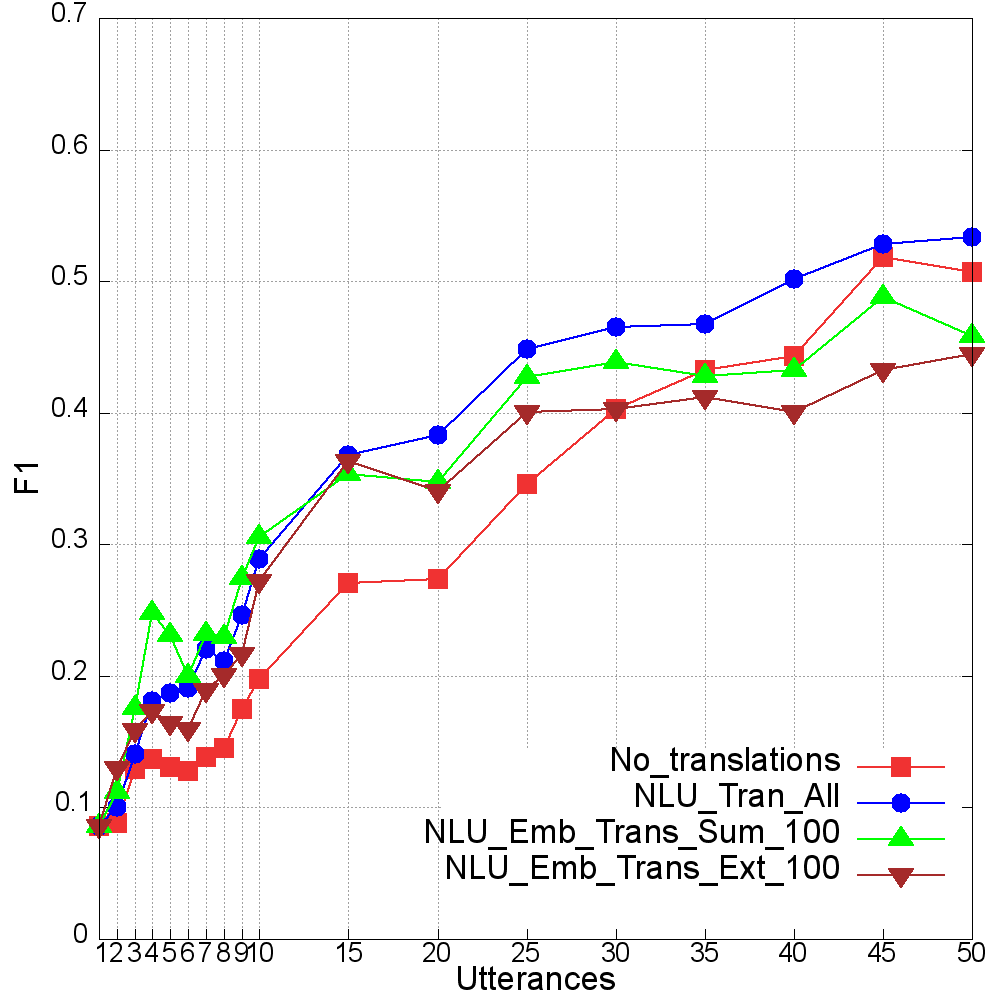 0.7
0.6
0.5
0.4
0.3
0.2
0.1
0
F1
No_translations
NLU_Tran_All
NLU_Emb_Trans_Sum_100
NLU_Emb_Trans_Ext_100
1 2 3 4 5 6 7 8 9 10 15 20 25 30 35 40 45 50
Utterances